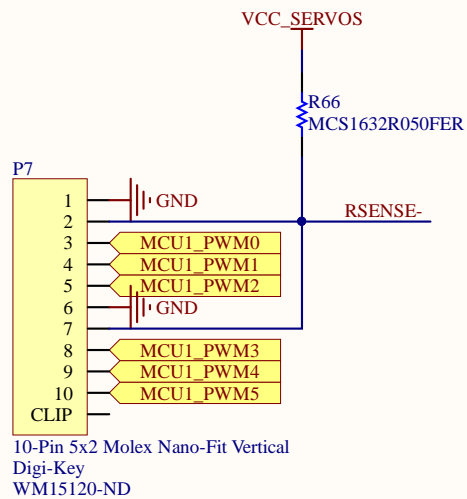 VCC_SERVOS
R66
MCS1632R050FER
P7
1 GND
2 RSENSE-
3 MCU1_PWM0
4 MCU1_PWM1
5 MCU1_PWM2
6 GND
7
8 MCU1_PWM3
9 MCU1_PWM4
10 MCU1_PWM5
CLIP
10-Pin 5x2 Molex Nano-Fit Vertical
Digi-Key
WM15120-ND